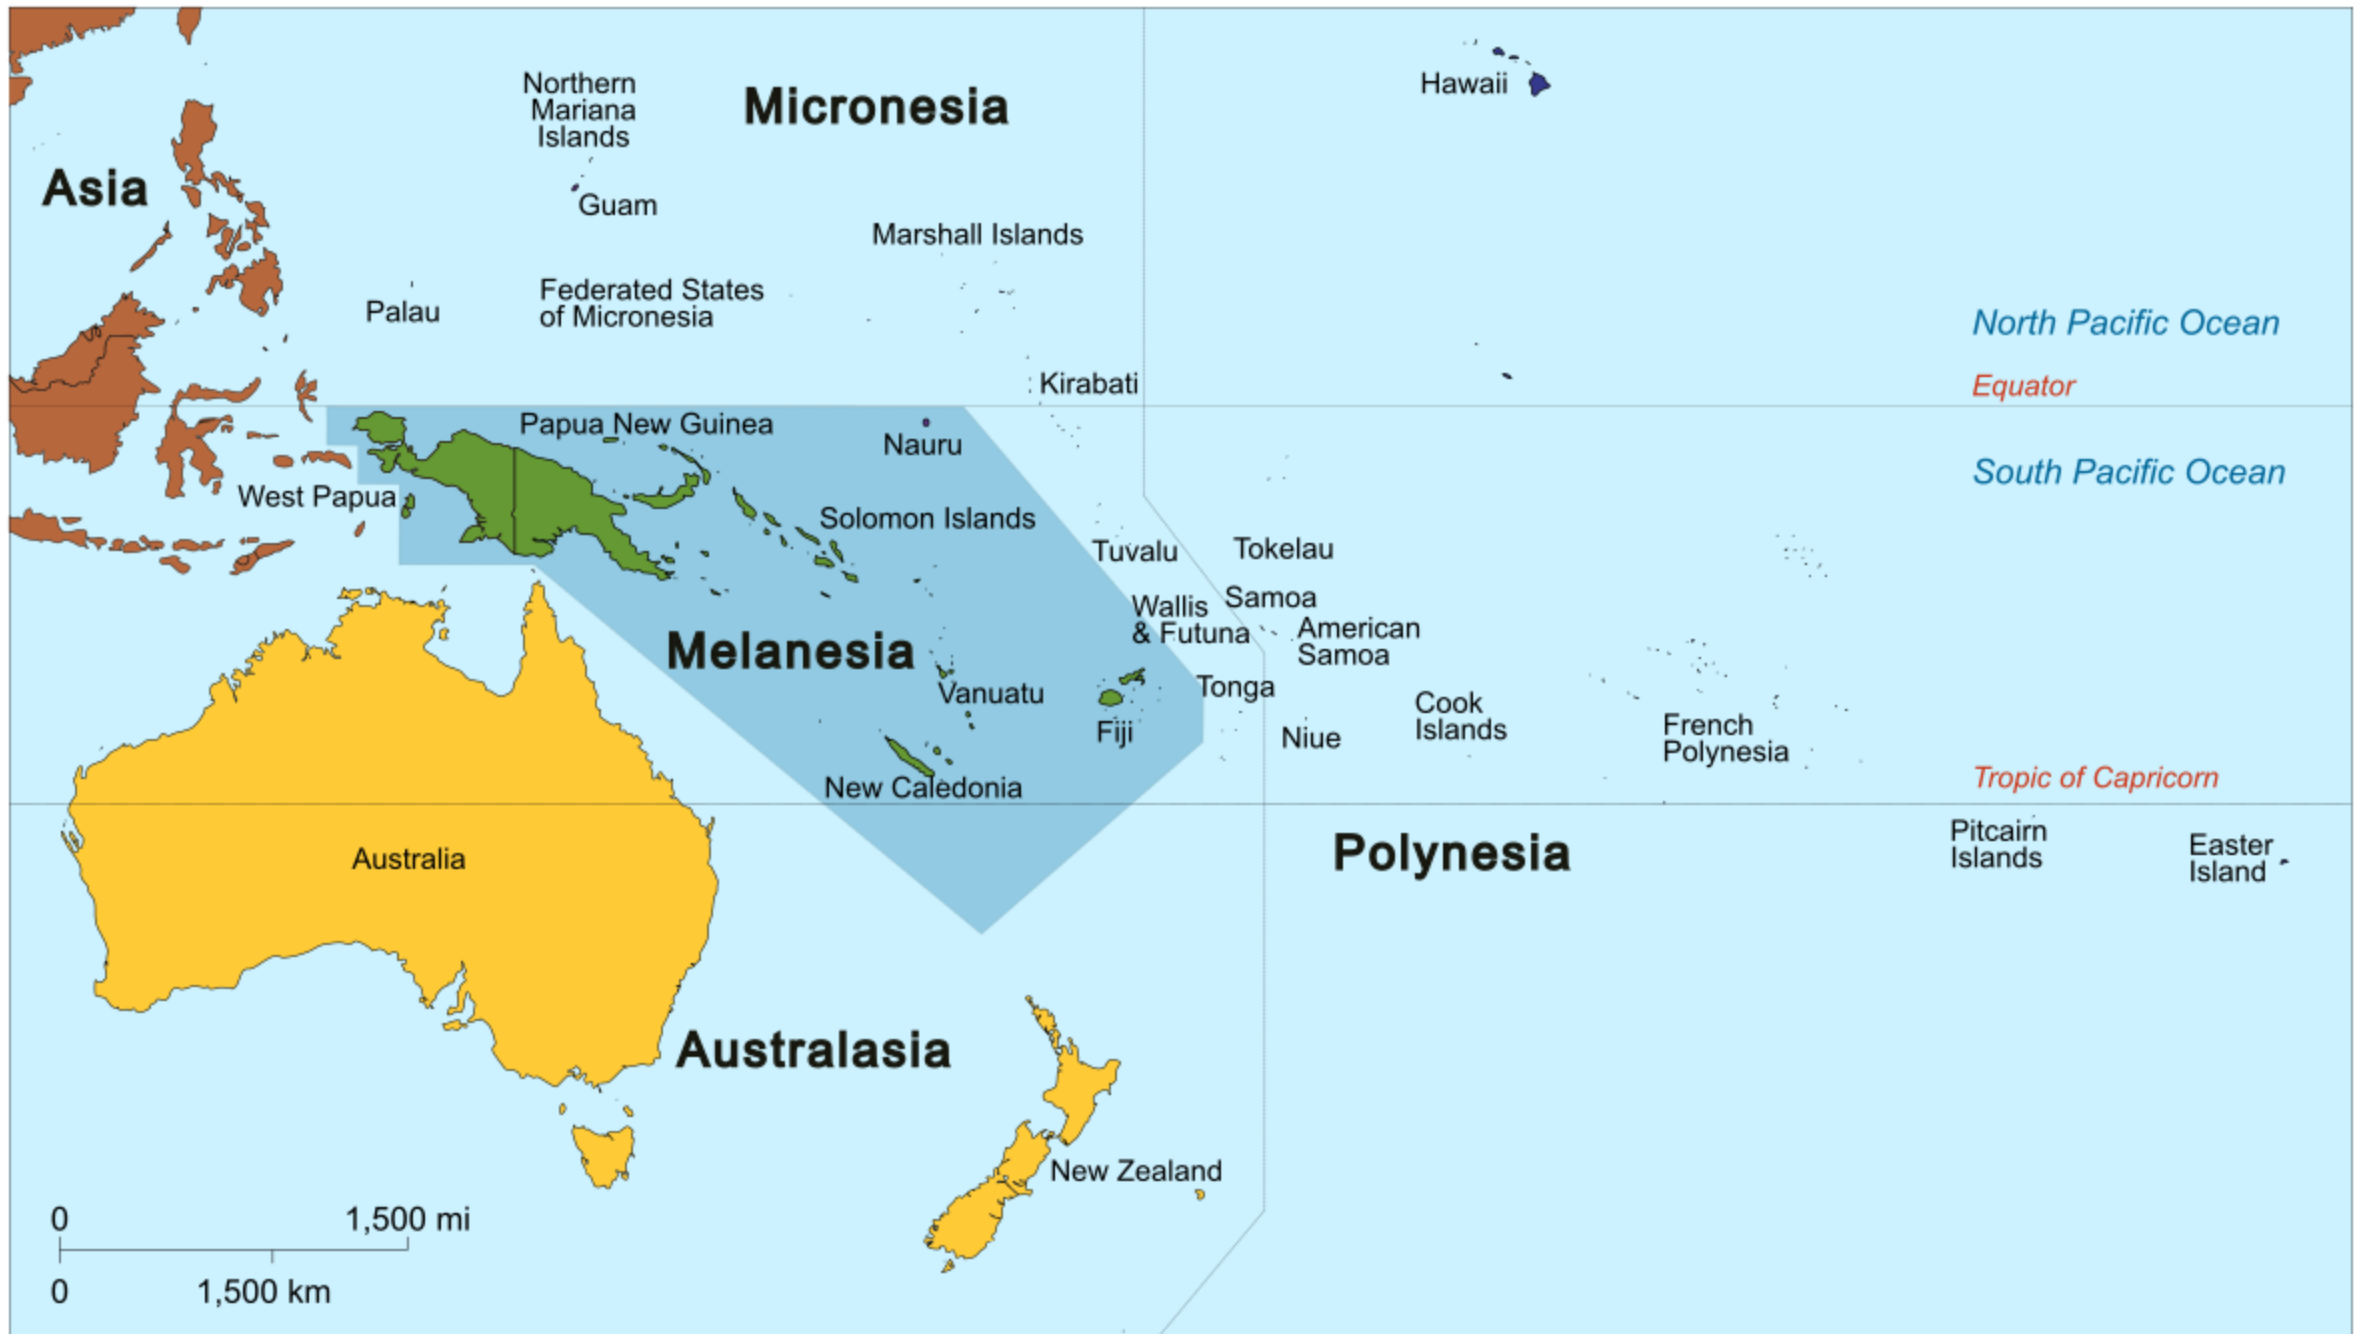 Northern
Mariana
Islands
Micronesia
Hawaii
Asia
Guam
Marshall Islands
Federated States
of Micronesia
Palau
North Pacific Ocean
Kirabati
Equator
Papua New Guinea
Nauru
South Pacific Ocean
West Papua
Solomon Islands
Tuvalu
Tokelau
Wallis
& Futuna
Samoa
American
Samoa
Melanesia
Vanuatu
Tonga
Fiji
Niue
Cook
Islands
French
Polynesia
New Caledonia
Tropic of Capricorn
Australia
Polynesia
Pitcairn
Islands
Easter
Island
Australasia
New Zealand
0 1,500 mi
0 1,500 km